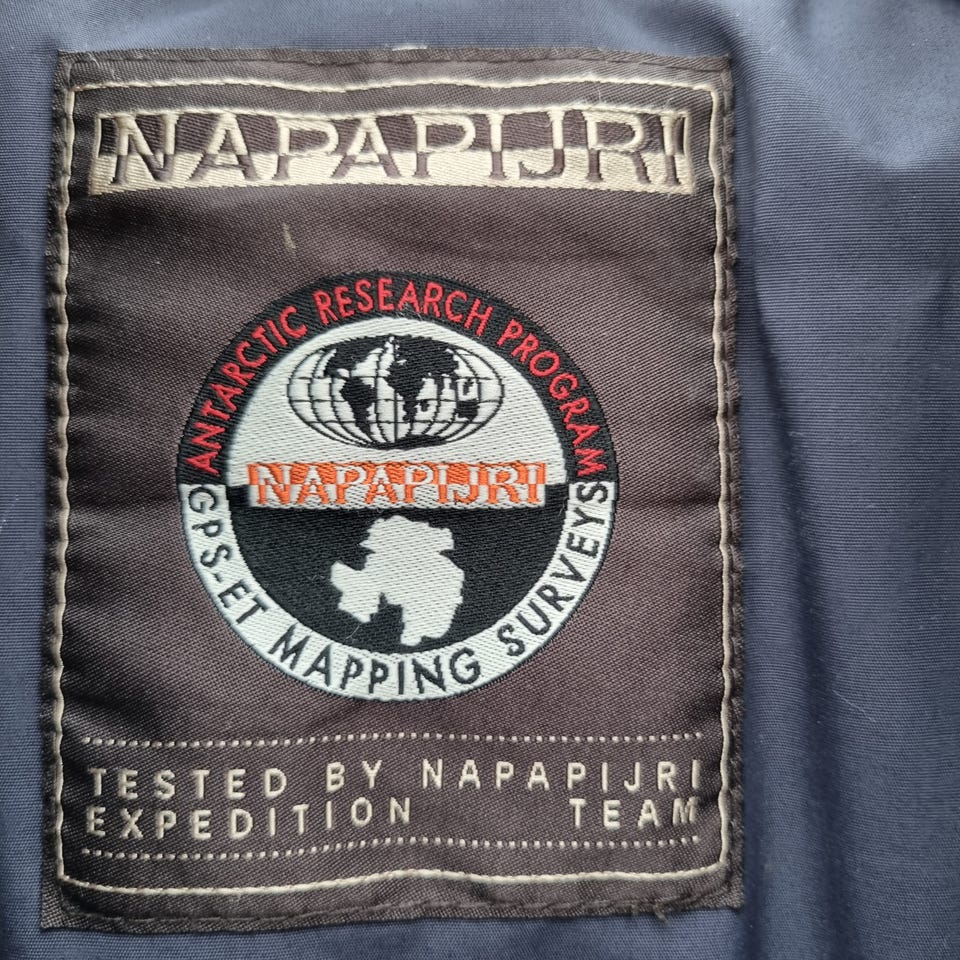 NAPAPIJRI
ANTARCTIC RESEARCH PROGRAM
NAPAPIJRI
GPS-ET MAPPING SURVEYS
TESTED BY NAPAPIJRI
EXPEDITION TEAM